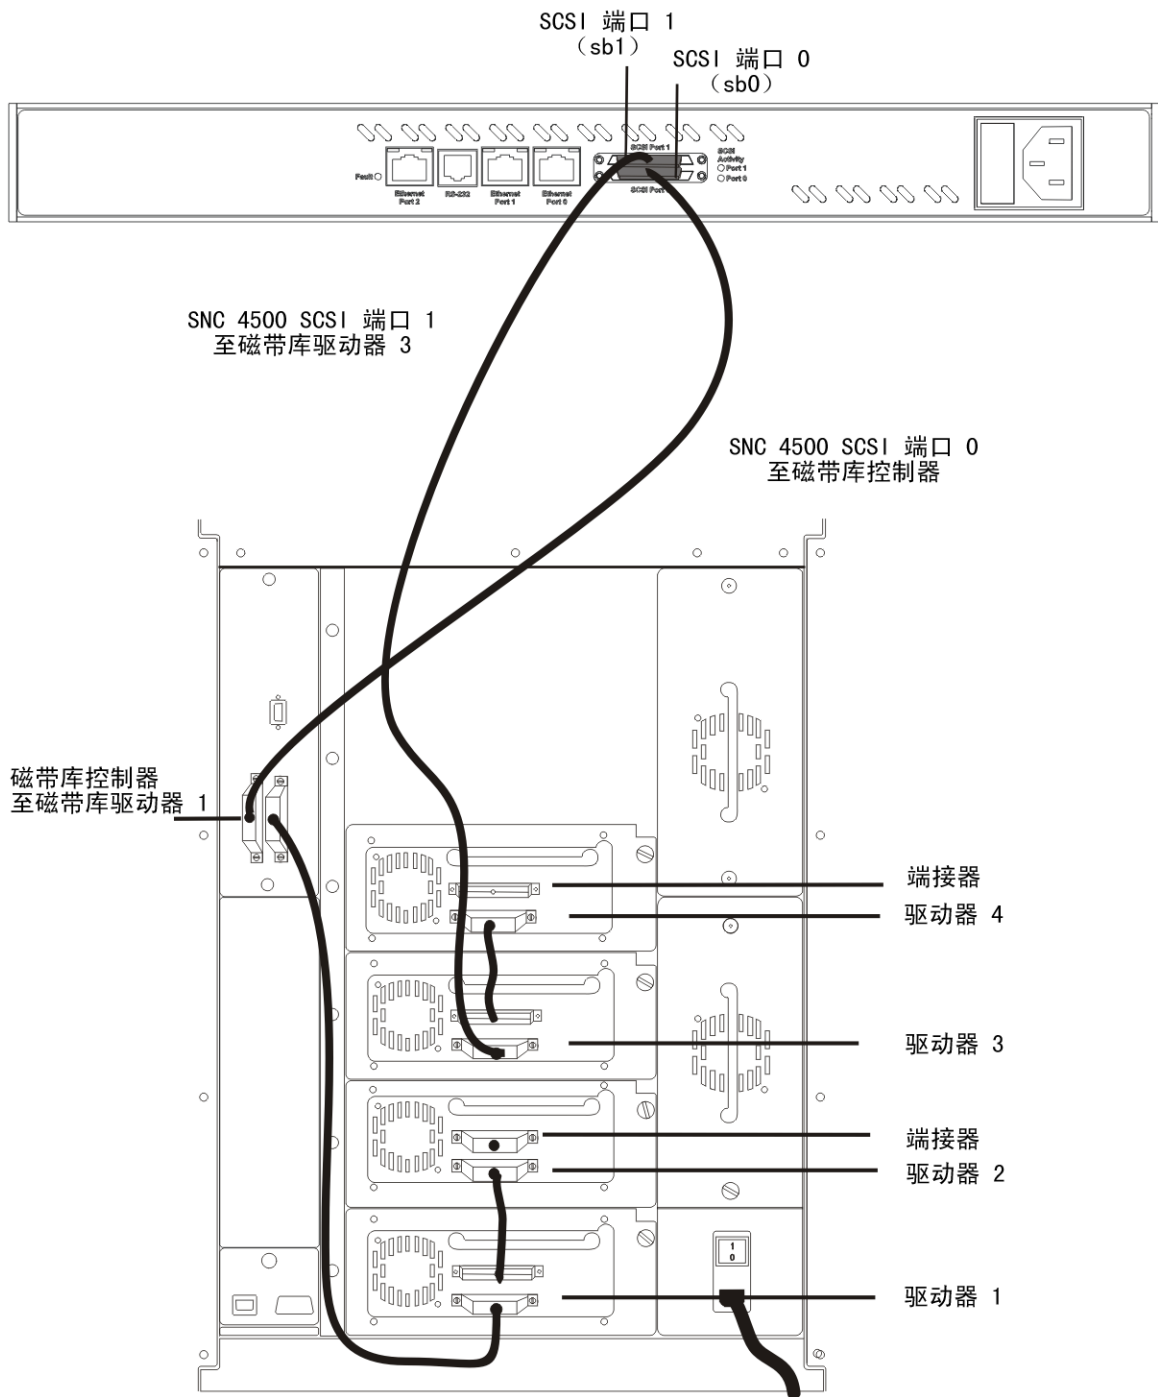 SCSI 端口 1
（sb1）
SCSI 端口 0
（sb0）
SCSI Port 1
SCSI
Activity
Port 1
Port 0
Fault
Ethernet
Port 2
RS-232
Ethernet
Port 1
Ethernet
Port 0
SCSI Port
SNC 4500 SCSI 端口 1
至磁带库驱动器 3
SNC 4500 SCSI 端口 0
至磁带库控制器
磁带库控制器
至磁带库驱动器 1
端接器
驱动器 4
驱动器 3
端接器
驱动器 2
1
0
驱动器 1